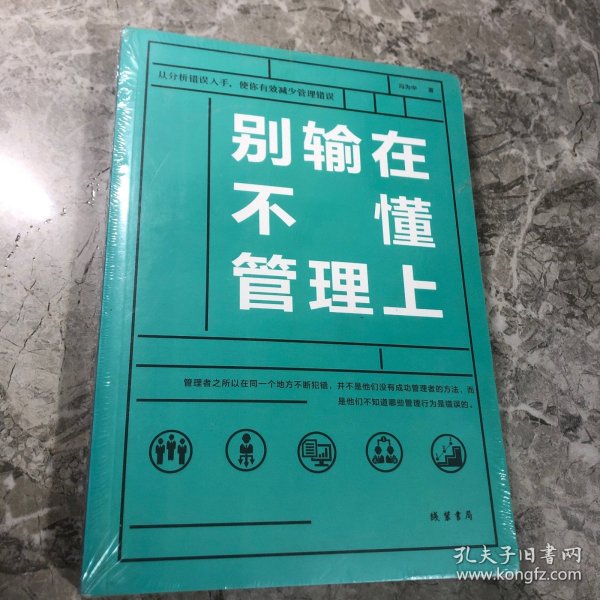 以分析错误入手，使你有效减少管理错误
著
别输在
不懂
管理上
管理者之所以在同一个地方不断犯错，并不是他们没有成功管理者的方法，而
是他们不知道哪些管理行为是错误的。
线装书局
孔夫子旧书网
www.kongfz.com